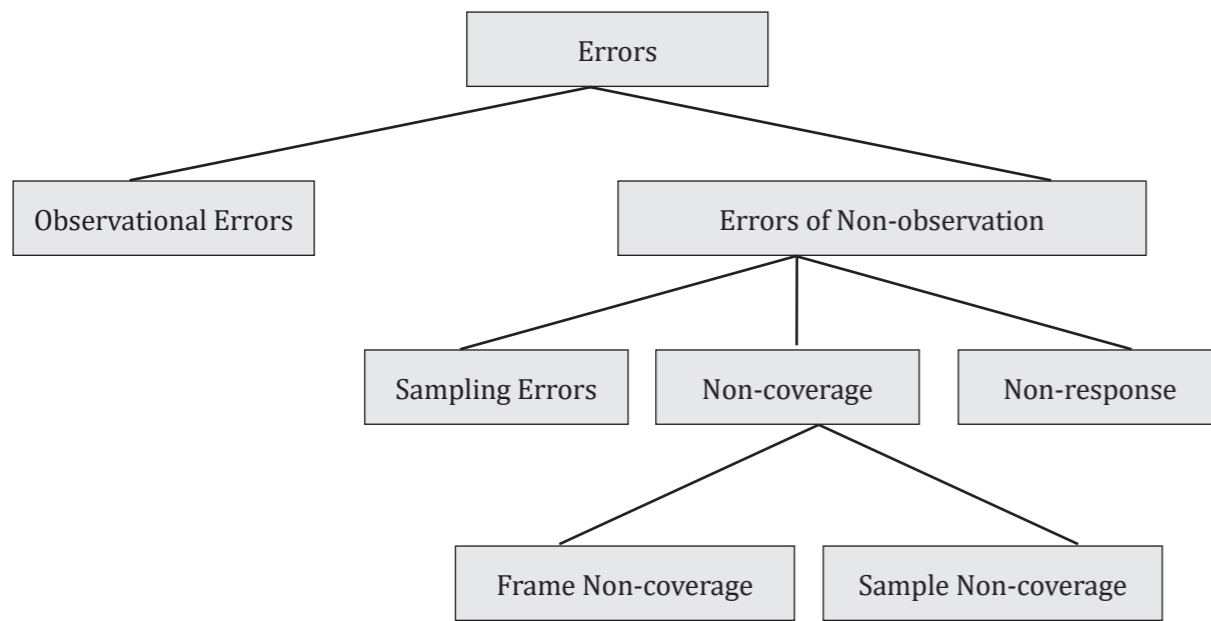 Errors
Observational Errors
Errors of Non-observation
Sampling Errors
Non-coverage
Non-response
Frame Non-coverage
Sample Non-coverage